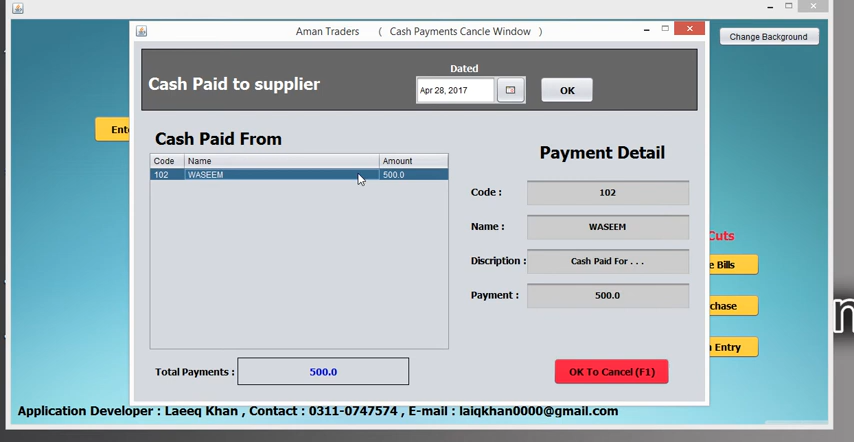 Aman Traders ( Cash Payments Cancle Window )
Change Background
Cash Paid to supplier
Dated
Apr 28, 2017
OK
Cash Paid From
Code Name Amount
102 WASEEM 500.0
Payment Detail
Code : 102
Name : WASEEM
Discription : Cash Paid For . . .
Payment : 500.0
Total Payments : 500.0
OK To Cancel (F1)
Cuts
Bills
Entry
Application Developer : Laeeq Khan , Contact : 0311-0747574 , E-mail : laiqkhan0000@gmail.com